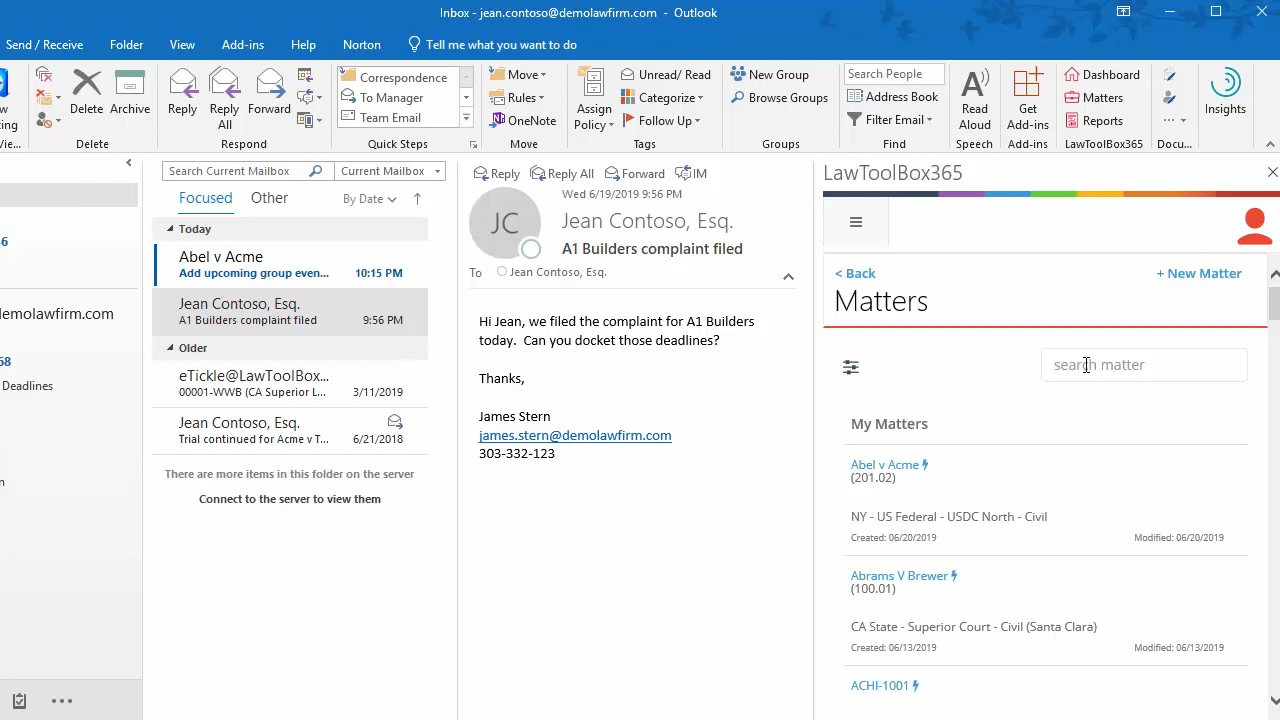 Inbox - jean.contoso@demolawfirm.com - Outlook
Send / Receive Folder View Add-ins Help Norton Tell me what you want to do
Delete Archive
Reply Reply All Forward
Correspondence
To Manager
Team Email
Move
Rules
OneNote
Assign Policy
Unread/ Read
Categorize
Follow Up
New Group
Browse Groups
Search People
Address Book
Filter Email
Read Aloud
Get Add-ins
Dashboard
Matters
Reports
...
Insights
Delete Respond Quick Steps Move Tags Groups Find Speech Add-ins LawToolBox365 Docu...
demolawfirm.com
Deadlines
Search Current Mailbox Current Mailbox
Focused Other By Date
Today
Abel v Acme
Add upcoming group even... 10:15 PM
Jean Contoso, Esq.
A1 Builders complaint filed 9:56 PM
Older
eTickle@LawToolBox...
00001-WWB (CA Superior L... 3/11/2019
Jean Contoso, Esq.
Trial continued for Acme v T... 6/21/2018
There are more items in this folder on the server
Connect to the server to view them
Reply Reply All Forward IM
Wed 6/19/2019 9:56 PM
JC
Jean Contoso, Esq.
A1 Builders complaint filed
To Jean Contoso, Esq.
Hi Jean, we filed the complaint for A1 Builders
today. Can you docket those deadlines?
Thanks,
James Stern
james.stern@demolawfirm.com
303-332-123
LawToolBox365
< Back + New Matter
Matters
search matter
My Matters
Abel v Acme
(201.02)
NY - US Federal - USDC North - Civil
Created: 06/20/2019 Modified: 06/20/2019
Abrams V Brewer
(100.01)
CA State - Superior Court - Civil (Santa Clara)
Created: 06/13/2019 Modified: 06/13/2019
ACHI-1001